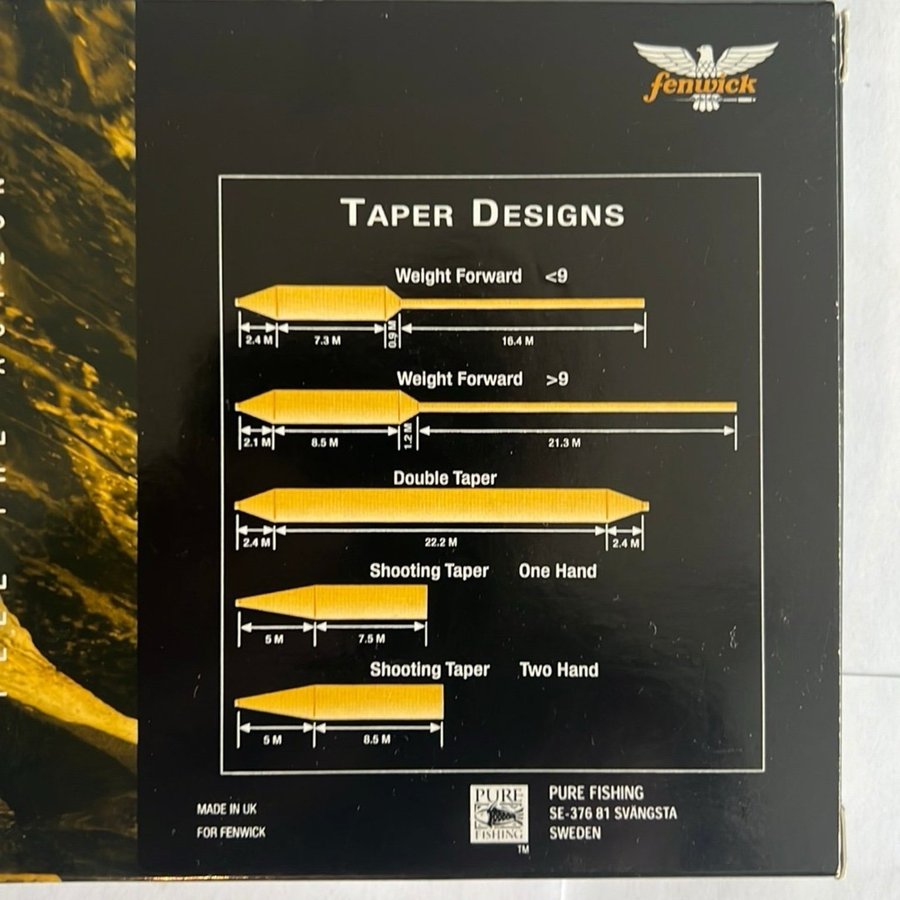 fenwick
TAPER DESIGNS
Weight Forward <9
2.4 M 7.3 M 0.9 M 16.4 M
Weight Forward >9
2.1 M 8.5 M 1.2 M 21.3 M
Double Taper
2.4 M 22.2 M 2.4 M
Shooting Taper One Hand
5 M 7.5 M
Shooting Taper Two Hand
5 M 8.5 M
MADE IN UK
FOR FENWICK
PURE
FISHING
TM
PURE FISHING
SE-376 81 SVÄNGSTA
SWEDEN